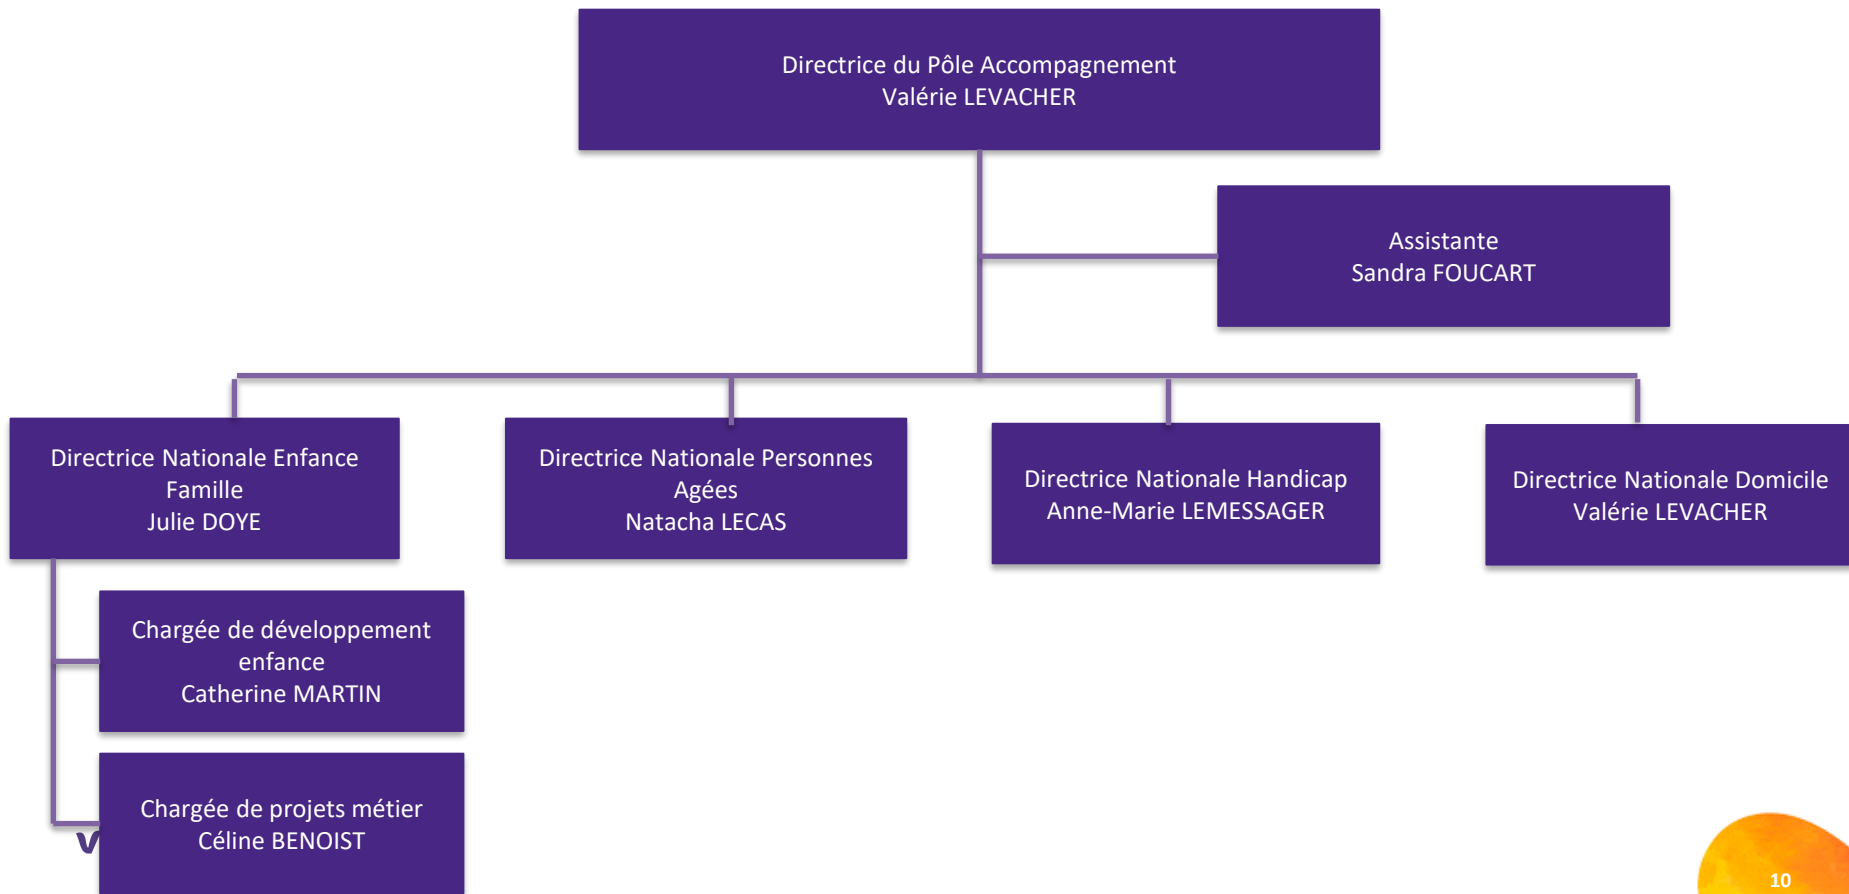 Directrice du Pôle Accompagnement
Valérie LEVACHER
Assistante
Sandra FOUCART
Directrice Nationale Enfance
Famille
Julie DOYE
Directrice Nationale Personnes
Agées
Natacha LECAS
Directrice Nationale Handicap
Anne-Marie LEMESSAGER
Directrice Nationale Domicile
Valérie LEVACHER
Chargée de développement
enfance
Catherine MARTIN
Chargée de projets métier
Céline BENOIST
10